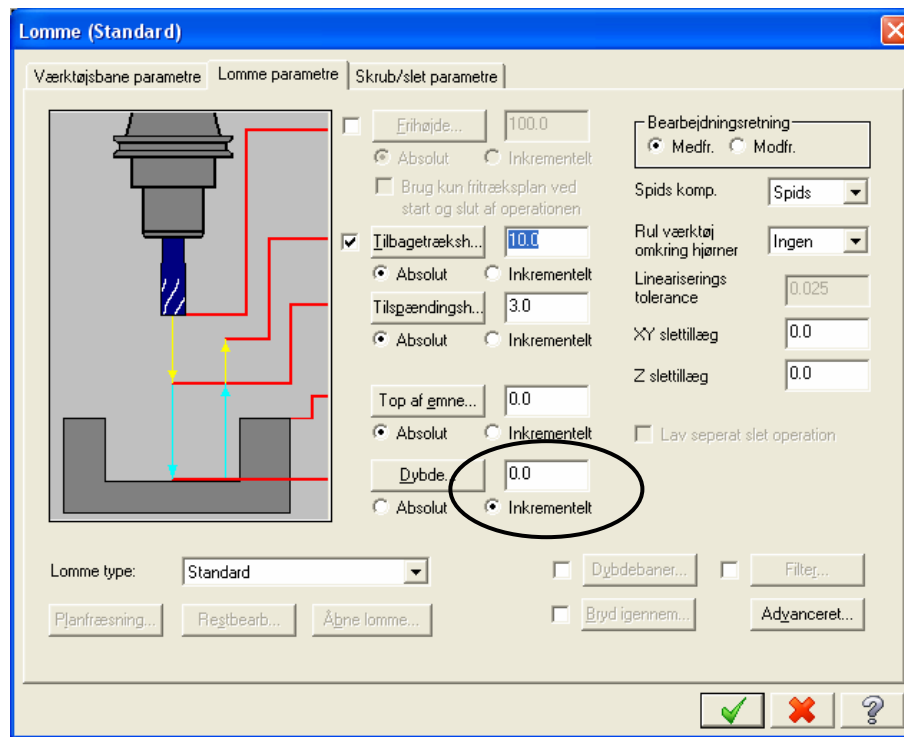 Lomme (Standard)
Værktøjsbane parametre Lomme parametre Skrub/slet parametre
Frihøjde... 100.0
Absolut Inkrementelt
Brug kun fritræksplan ved
start og slut af operationen
Tilbagetræksh... 10.0
Absolut Inkrementelt
Tilspændingsh... 3.0
Absolut Inkrementelt
Top af emne... 0.0
Absolut Inkrementelt
Dybde... 0.0
Absolut Inkrementelt
Bearbejdningsretning
Medfr. Modfr.
Spids komp. Spids
Rul værktøj
omkring hjørner Ingen
Lineariserings
tolerance 0.025
XY slettillæg 0.0
Z slettillæg 0.0
Lav seperat slet operation
Lomme type: Standard
Planfræsning... Restbearb... Åbne lomme...
Dybdebaner... Filter...
Bryd igennem... Advanceret...